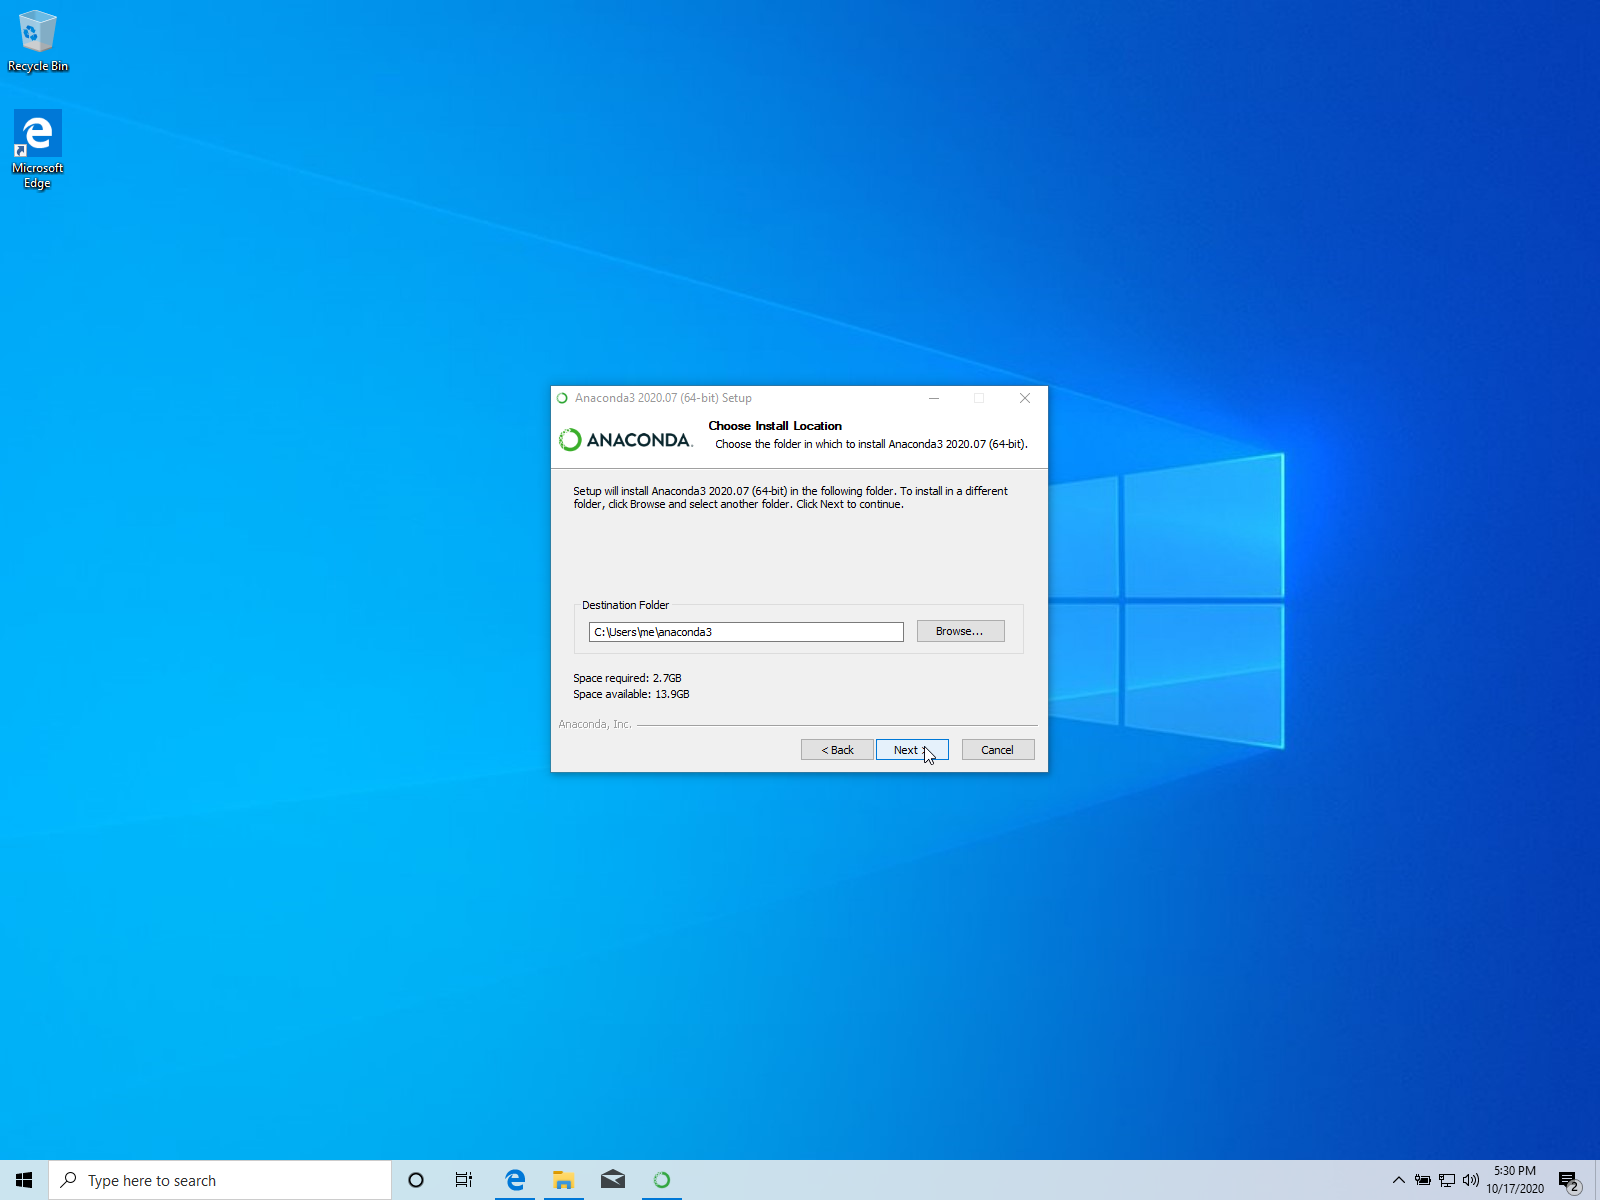 Recycle Bin
Microsoft
Edge
Anaconda3 2020.07 (64-bit) Setup
ANACONDA.
Choose Install Location
Choose the folder in which to install Anaconda3 2020.07 (64-bit).
Setup will install Anaconda3 2020.07 (64-bit) in the following folder. To install in a different
folder, click Browse and select another folder. Click Next to continue.
Destination Folder
C:\Users\me\anaconda3
Browse...
Space required: 2.7GB
Space available: 13.9GB
Anaconda, Inc.
< Back
Next >
Cancel
Type here to search
5:30 PM
10/17/2020
2